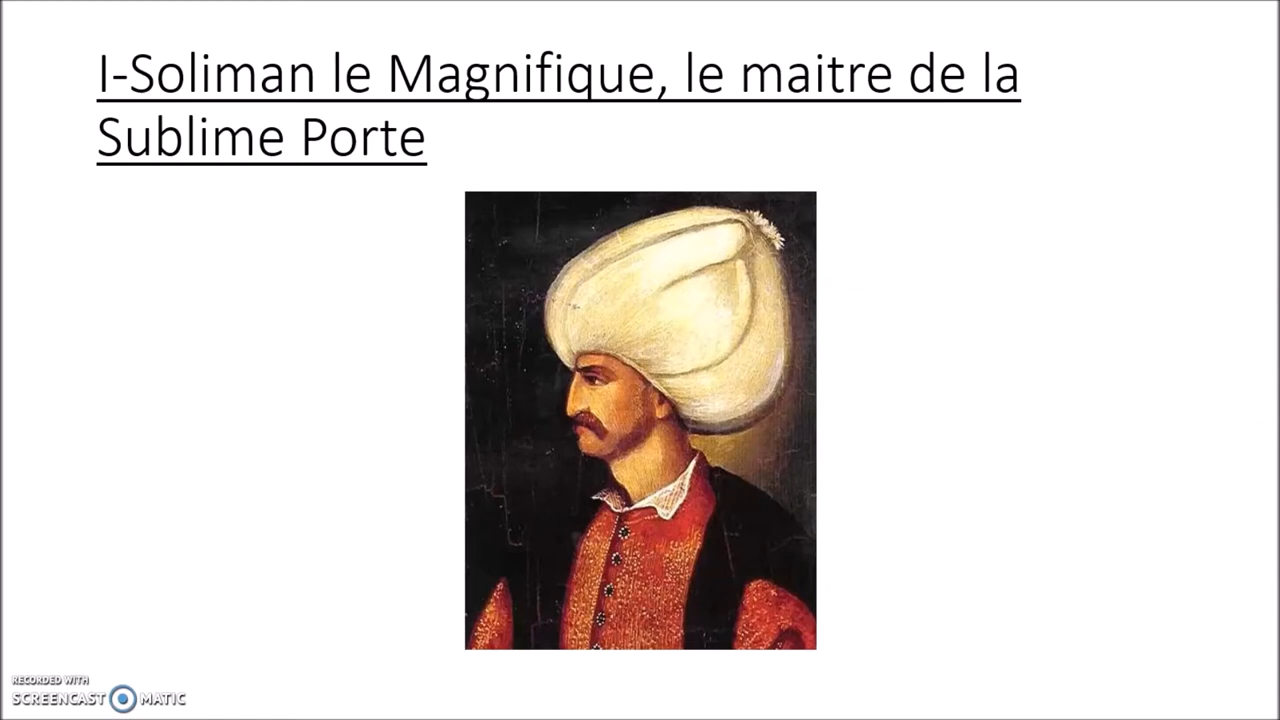 I-Soliman le Magnifique, le maitre de la
Sublime Porte
RECORDED WITH
SCREENCAST MATIC